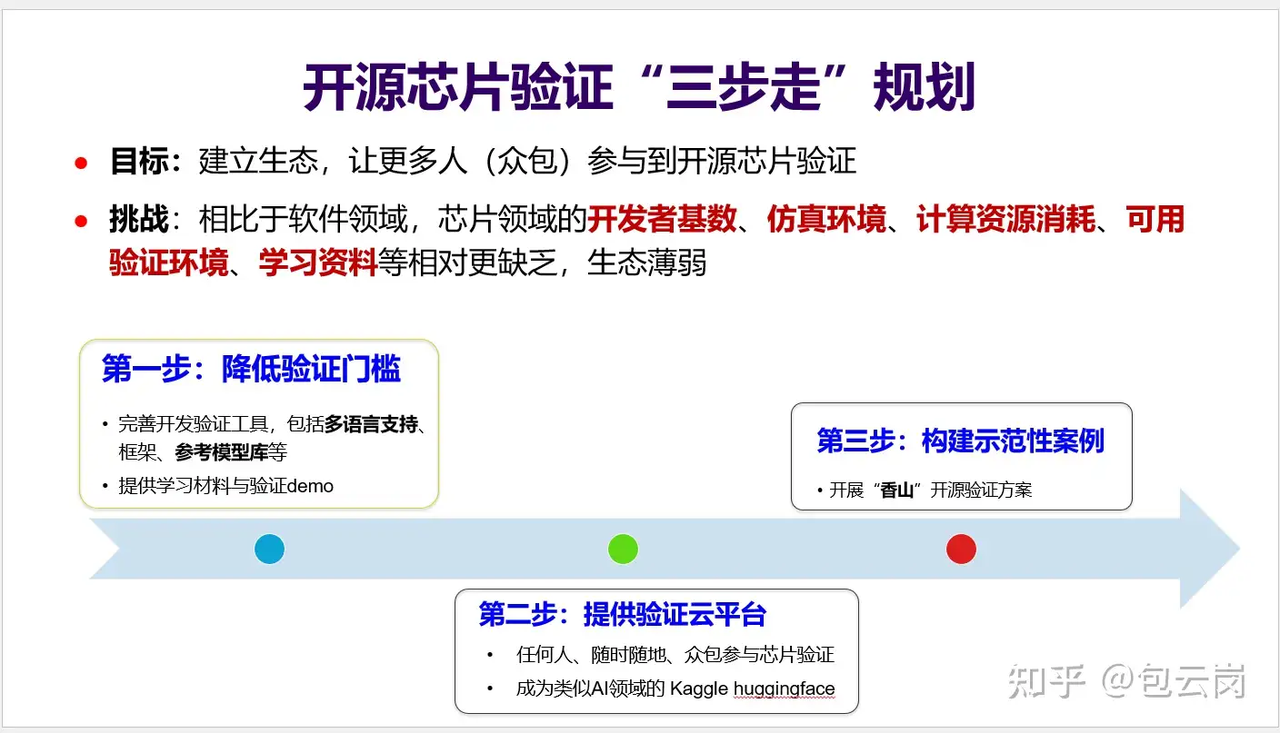 开源芯片验证“三步走”规划
• 目标：建立生态，让更多人（众包）参与到开源芯片验证
• 挑战：相比于软件领域，芯片领域的开发者基数、仿真环境、计算资源消耗、可用
验证环境、学习资料等相对更缺乏，生态薄弱
第一步：降低验证门槛
• 完善开发验证工具，包括多语言支持、
框架、参考模型库等
• 提供学习材料与验证demo
第二步：提供验证云平台
• 任何人、随时随地、众包参与芯片验证
• 成为类似AI领域的 Kaggle huggingface
第三步：构建示范性案例
• 开展“香山”开源验证方案
知乎 @包云岗